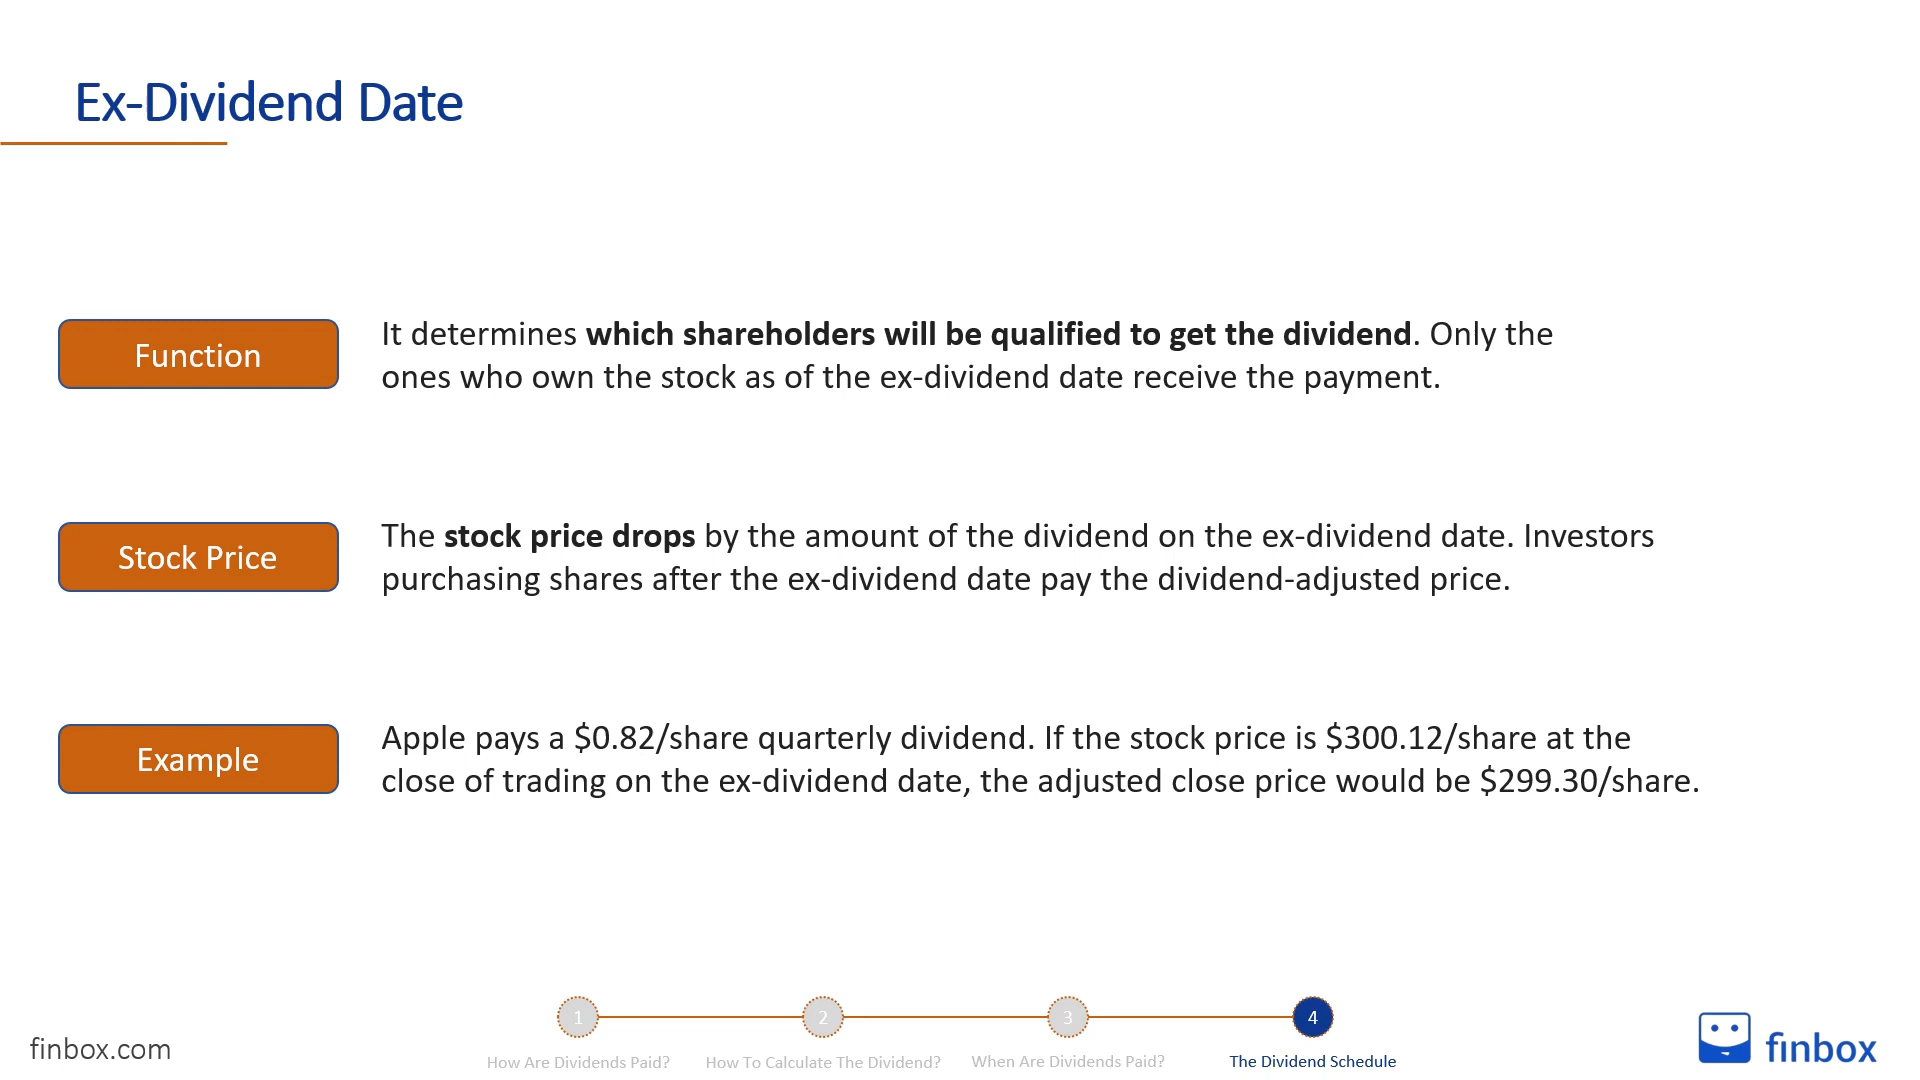 Ex-Dividend Date
Function
It determines which shareholders will be qualified to get the dividend. Only the
ones who own the stock as of the ex-dividend date receive the payment.
Stock Price
The stock price drops by the amount of the dividend on the ex-dividend date. Investors
purchasing shares after the ex-dividend date pay the dividend-adjusted price.
Example
Apple pays a $0.82/share quarterly dividend. If the stock price is $300.12/share at the
close of trading on the ex-dividend date, the adjusted close price would be $299.30/share.
1
2
3
4
How Are Dividends Paid?
How To Calculate The Dividend?
When Are Dividends Paid?
The Dividend Schedule
finbox.com
finbox